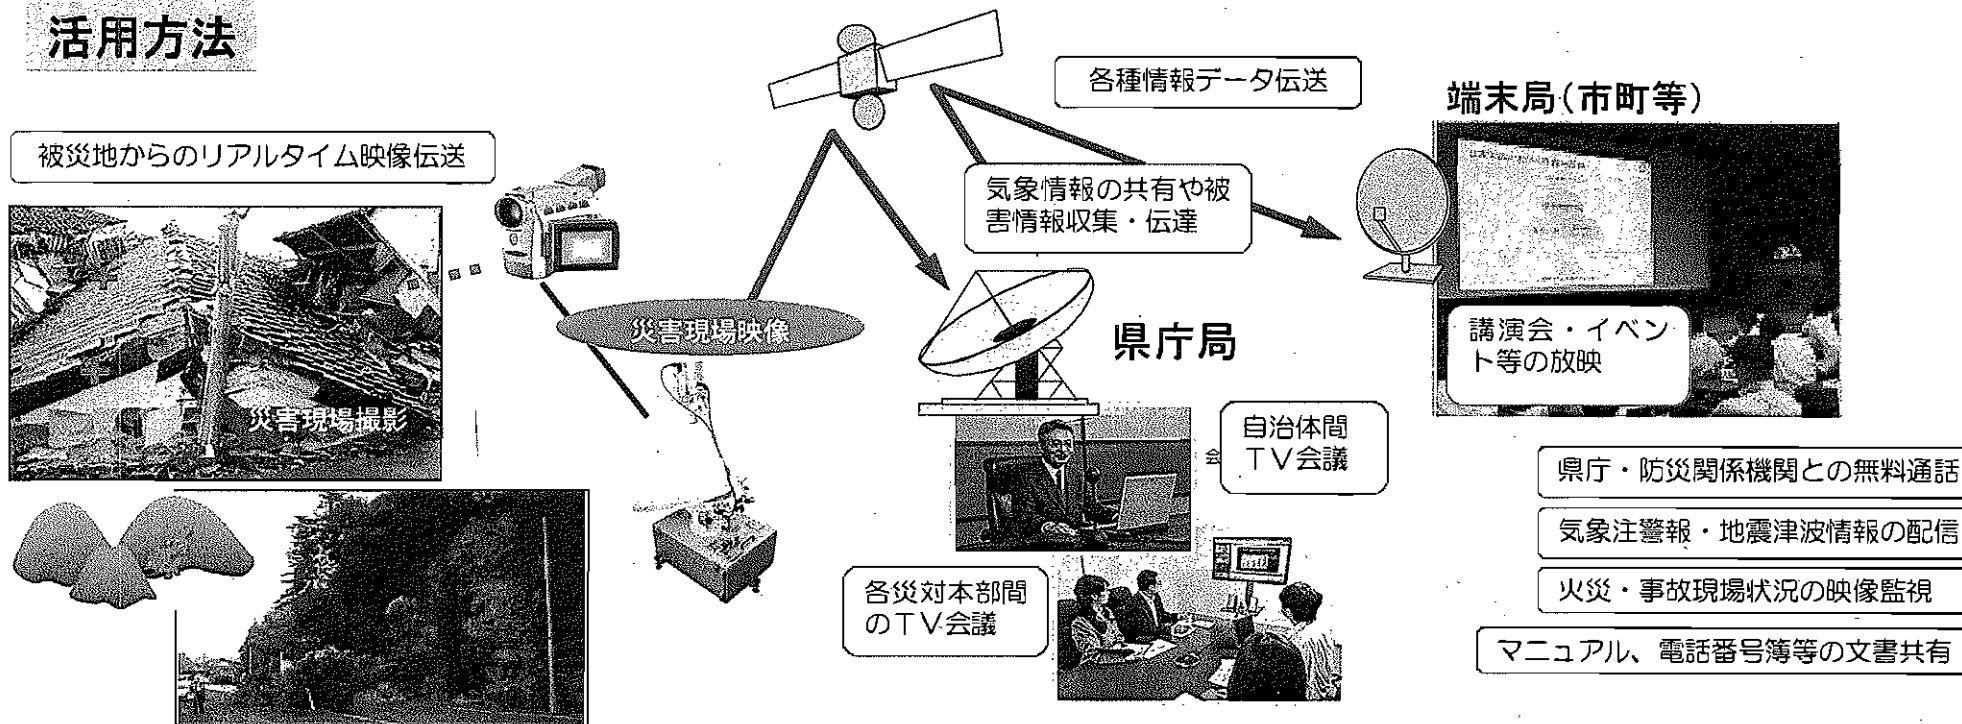 活用方法
各種情報データ伝送
端末局(市町等)
被災地からのリアルタイム映像伝送
気象情報の共有や被
害情報収集・伝達
災害現場映像
県庁局
講演会・イベン
ト等の放映
災害現場撮影
自治体間
TV会議
会
県庁・防災関係機関との無料通話
気象注警報・地震津波情報の配信
各災対本部間
のTV会議
火災・事故現場状況の映像監視
マニュアル、電話番号簿等の文書共有